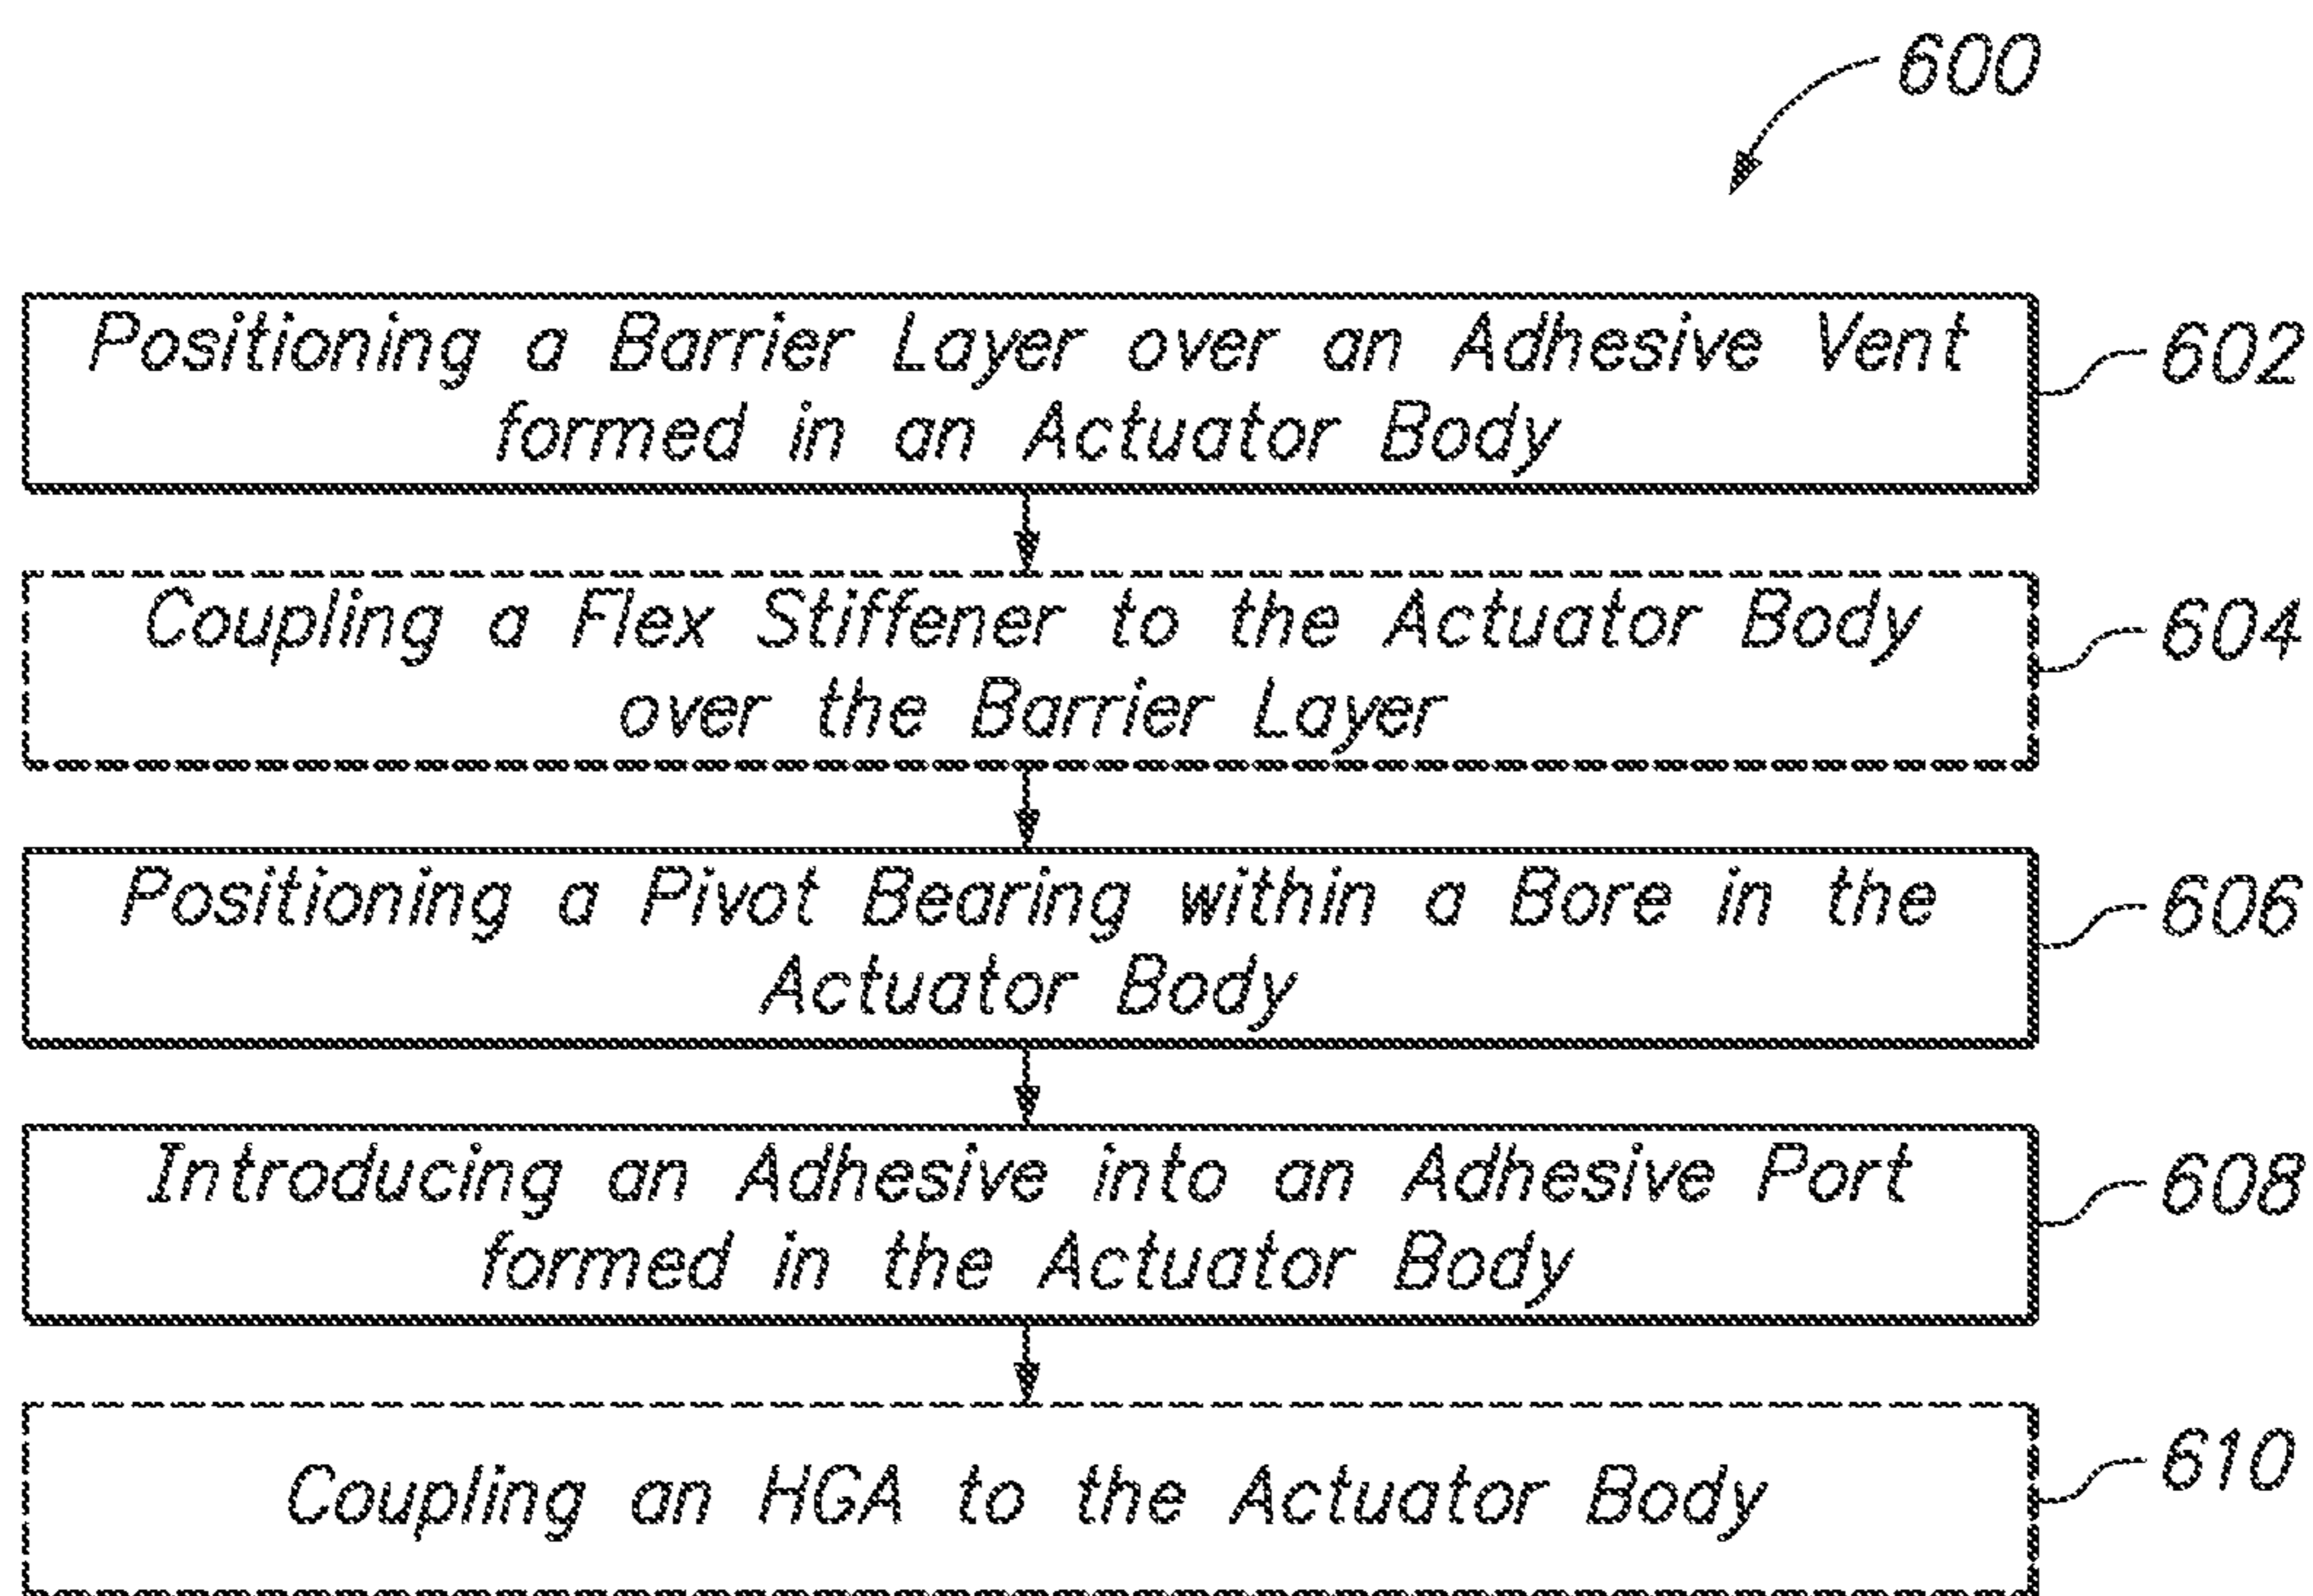 600
Positioning a Barrier Layer over an Adhesive Vent
formed in an Actuator Body
602
Coupling a Flex Stiffener to the Actuator Body
over the Barrier Layer
604
Positioning a Pivot Bearing within a Bore in the
Actuator Body
606
Introducing an Adhesive into an Adhesive Port
formed in the Actuator Body
608
Coupling an HGA to the Actuator Body
610